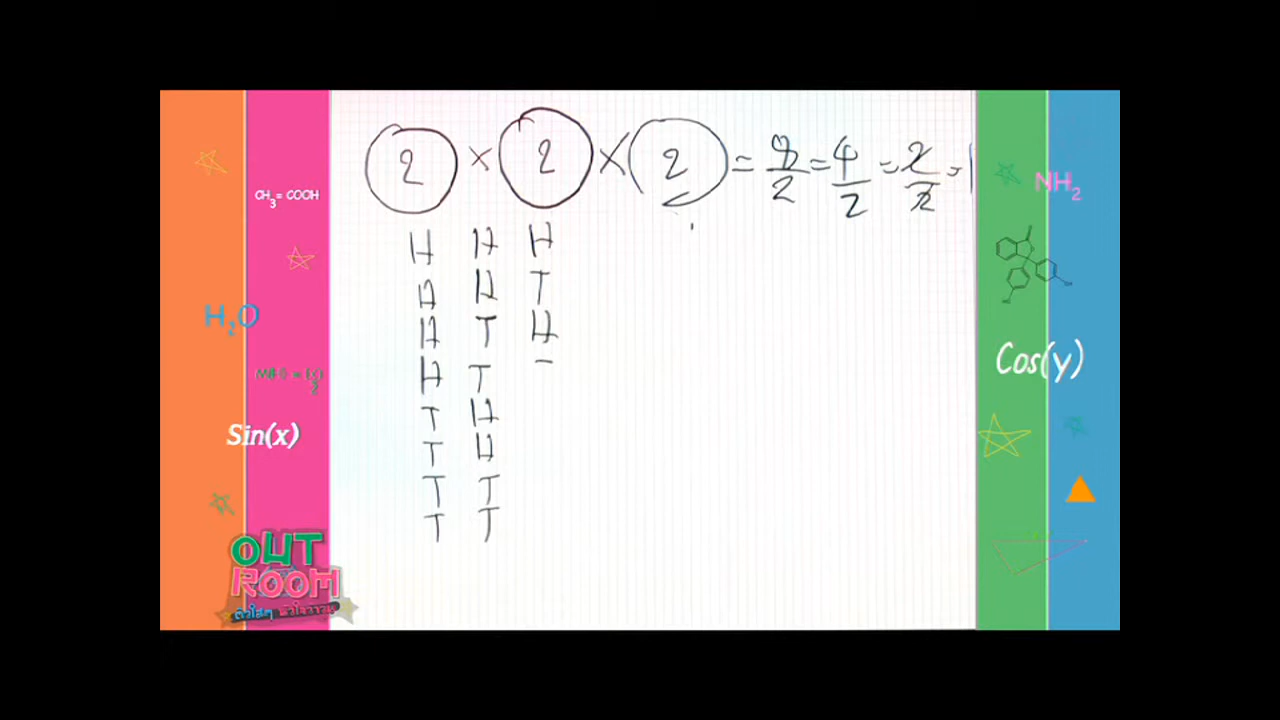 2 × 2 × 2 = 8/2 = 4/2 = 2/2 = 1
H H H
H H T
H T H
H T
T H
T H
T T
T T
CH3=COOH
H2O
Sin(x)
OUT
ROOM
NH2
Cos(y)